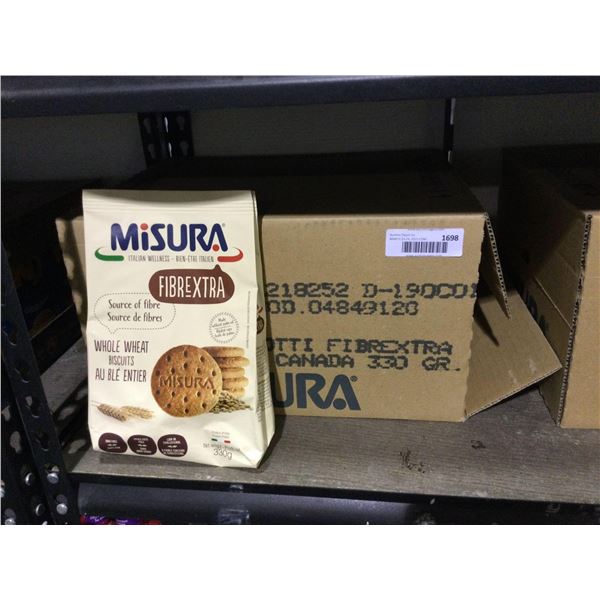 MiSURA
ITALIAN WELLNESS - BIEN-ÊTRE ITALIEN
FIBREXTRA
Source of fibre
Source de fibres
WHOLE WHEAT
BISCUITS
AU BLÉ ENTIER
MISURA
330g
1698
218252 D-190C01
OD.04849120
OTTI FIBREXTRA
CANADA 330 GR.
URA